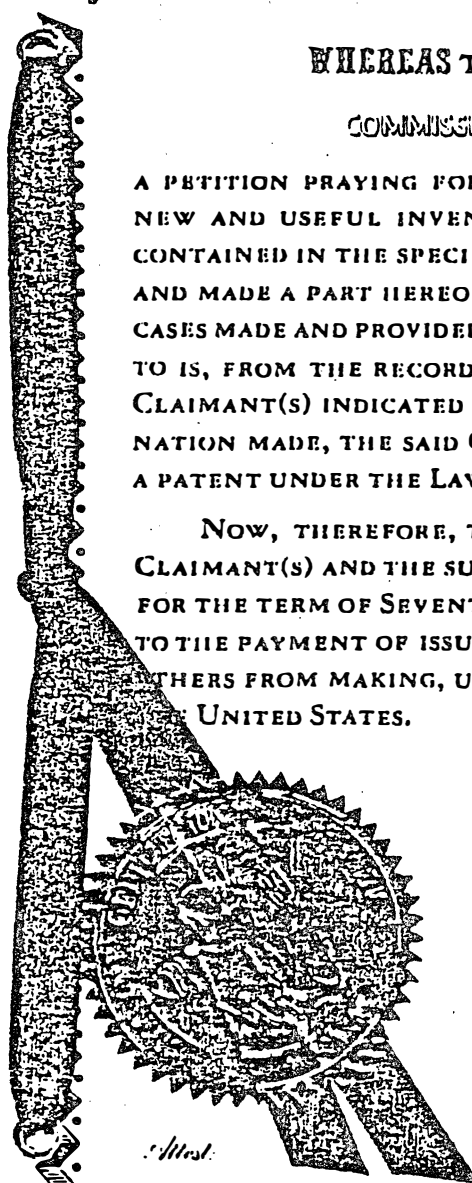 WHEREAS T
COMMISSI
A PETITION PRAYING FO
NEW AND USEFUL INVEN
CONTAINED IN THE SPECI
AND MADE A PART HEREO
CASES MADE AND PROVIDE
TO IS, FROM THE RECORD
CLAIMANT(S) INDICATED
NATION MADE, THE SAID
A PATENT UNDER THE LA
NOW, THEREFORE, T
CLAIMANT(S) AND THE SU
FOR THE TERM OF SEVENT
TO THE PAYMENT OF ISSU
THERS FROM MAKING, U
UNITED STATES.
Attest: